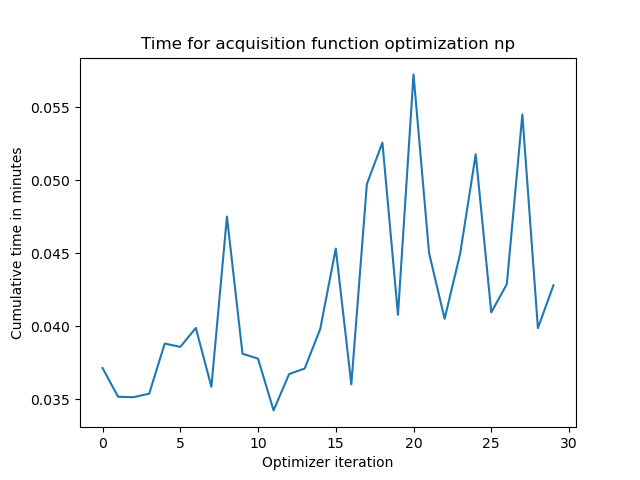 Time for acquisition function optimization np
Cumulative time in minutes
0.055
0.050
0.045
0.040
0.035
0 5 10 15 20 25 30
Optimizer iteration